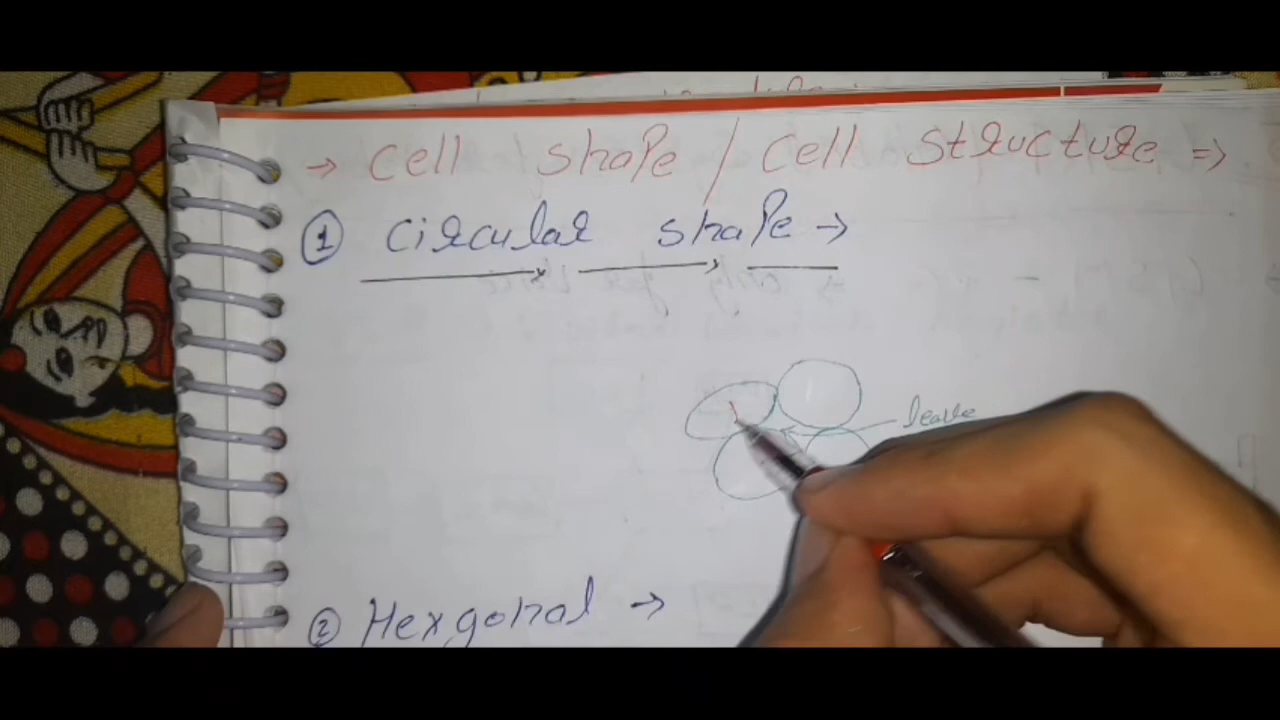 → Cell shape / Cell structure ⇒
① Circular shape →
leave
② Hexgonal →